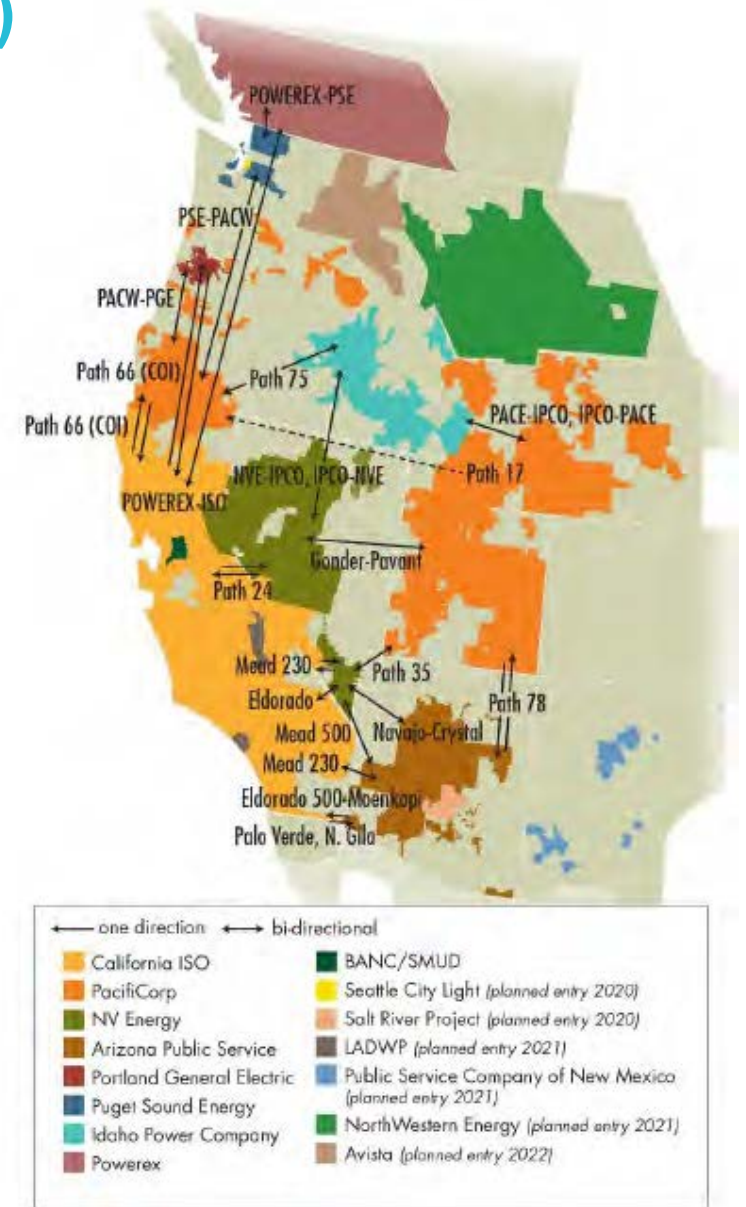 )
POWEREX-PSE
PSE-PACW
PACW-PGE
Path 66 (COI)
Path 75
Path 66 (COI)
PACE-IPCO, IPCO-PACE
NVE-IPCO, IPCO-NVE
Path 17
POWEREX-ISO
Gonder-Pavant
Path 24
Mead 230
Path 35
Eldorado
Path 78
Mead 500
Navajo-Crystal
Mead 230
Eldorado 500-Moenkopi
Palo Verde, N. Gila
one direction
bi-directional
California ISO
PacifiCorp
NV Energy
Arizona Public Service
Portland General Electric
Puget Sound Energy
Idaho Power Company
Powerex
BANC/SMUD
Seattle City Light (planned entry 2020)
Salt River Project (planned entry 2020)
LADWP (planned entry 2021)
Public Service Company of New Mexico
(planned entry 2021)
NorthWestern Energy (planned entry 2021)
Avista (planned entry 2022)